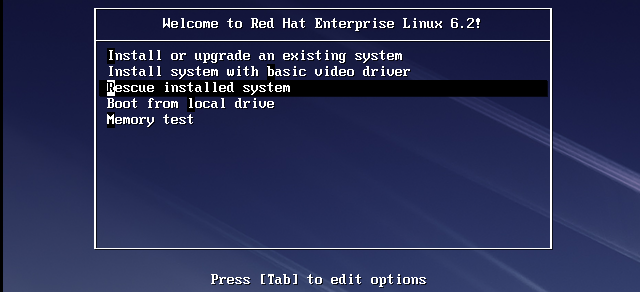 Welcome to Red Hat Enterprise Linux 6.2!
Install or upgrade an existing system
Install system with basic video driver
Rescue installed system
Boot from local drive
Memory test
Press [Tab] to edit options